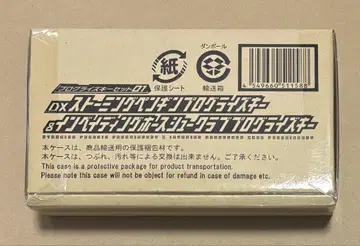 紙
保護シート
ダンボール
輸送箱
4 549660 511588
プログライズキーセット01
DXストーミングペンギンプログライズキー
&インベイディングホースシュークラブプログライズキー
本ケースは、商品輸送用の保護梱包材です。
本ケースは、つぶれ、汚れ等による交換は出来ません。ご了承ください。
This case is a protective package for product transportation.
Please note this case will not be object for refund in case of damage etc.